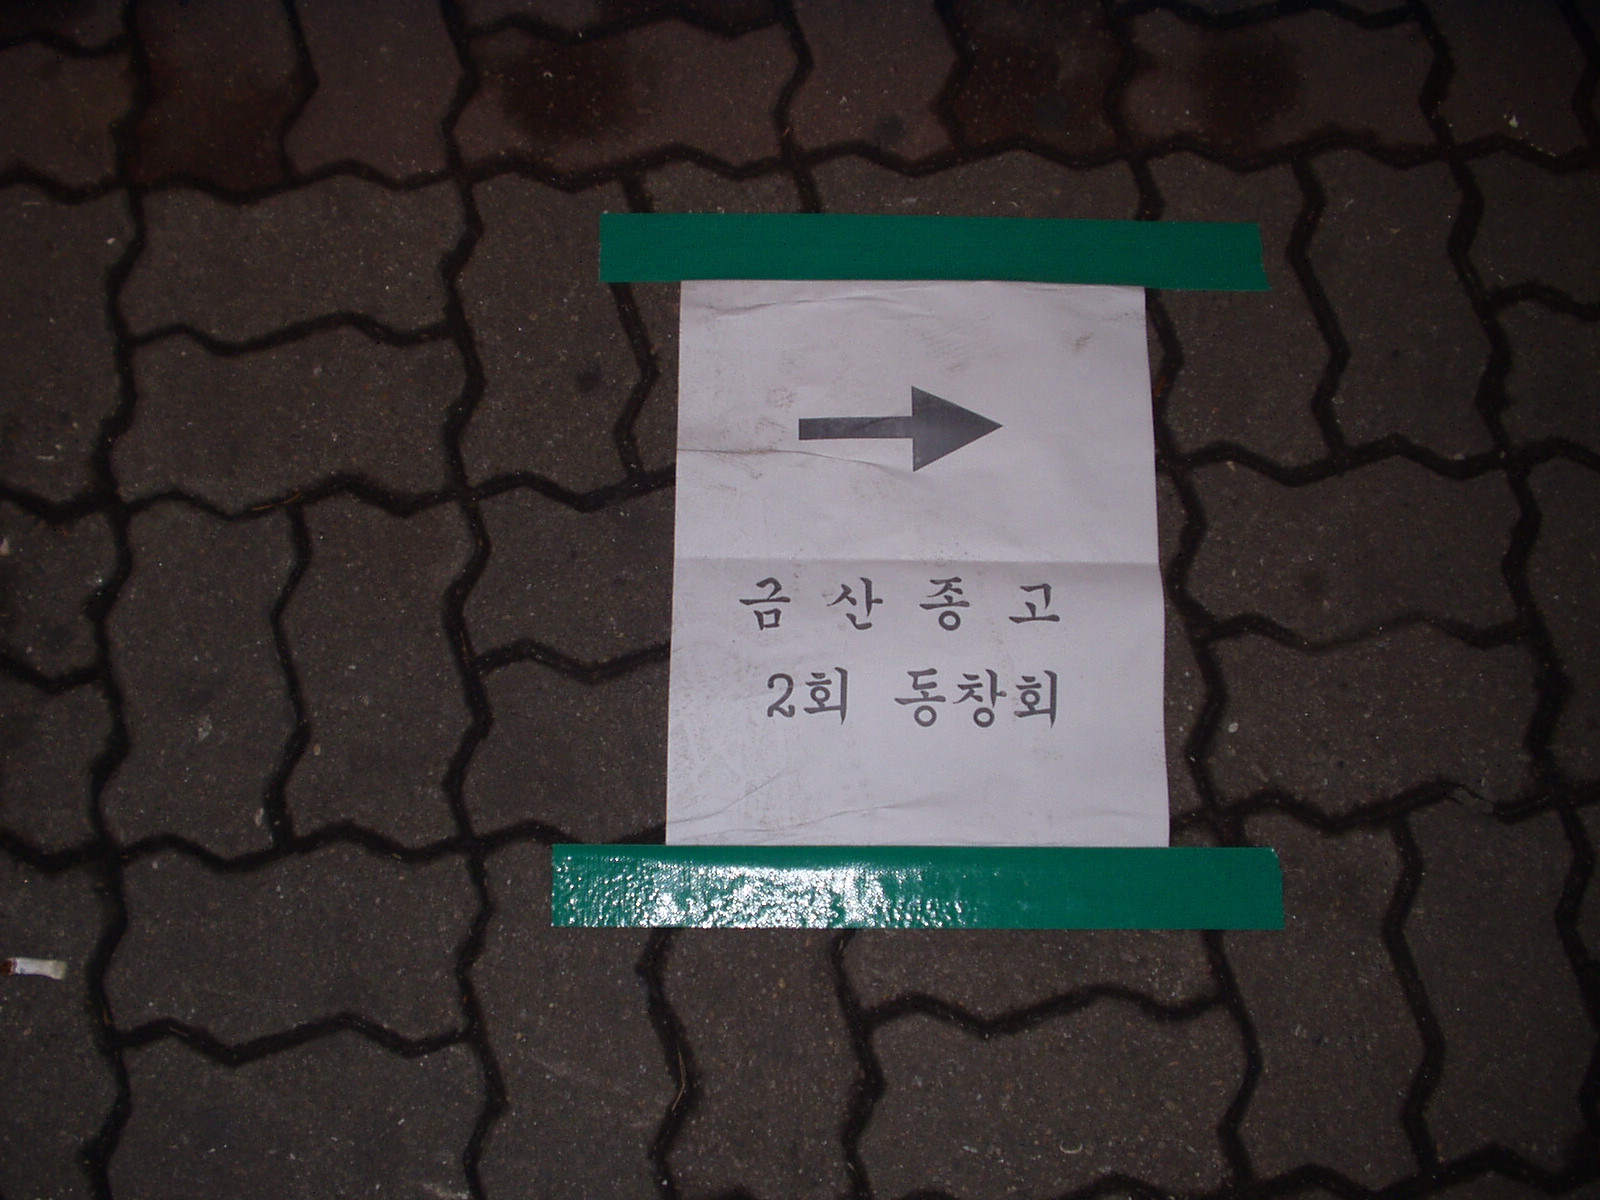 금 산 종 고
2회 동창회